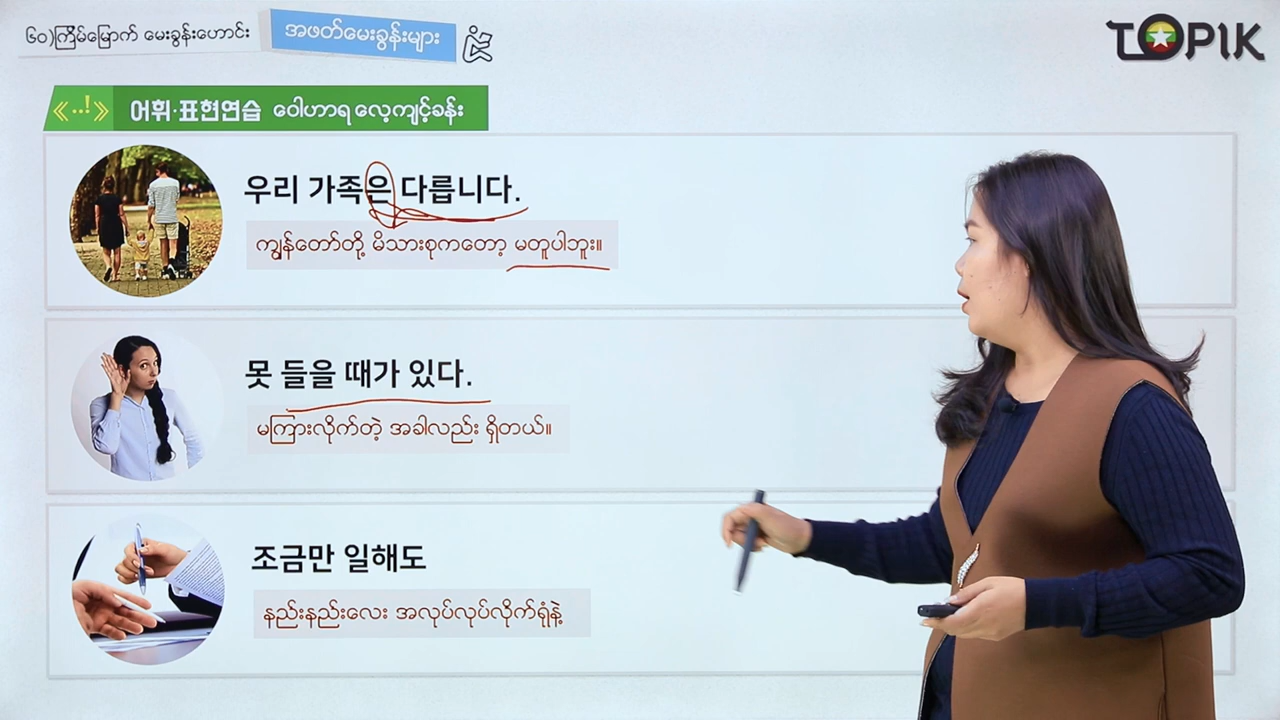 ၆၀)ကြိမ်မြောက် မေးခွန်းဟောင်း
အဖတ်မေးခွန်းများ
TOPIK
어휘·표현연습 ဝေါဟာရ လေ့ကျင့်ခန်း
우리 가족은 다릅니다.
ကျွန်တော်တို့ မိသားစုကတော့ မတူပါဘူး။
못 들을 때가 있다.
မကြားလိုက်တဲ့ အခါလည်း ရှိတယ်။
조금만 일해도
နည်းနည်းလေး အလုပ်လုပ်လိုက်ရုံနဲ့